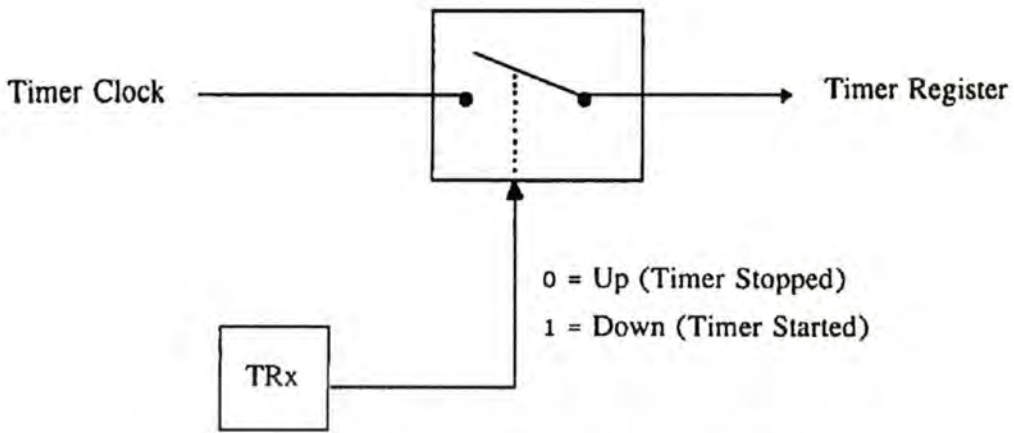 Timer Clock
Timer Register
0 = Up (Timer Stopped)
1 = Down (Timer Started)
TRx